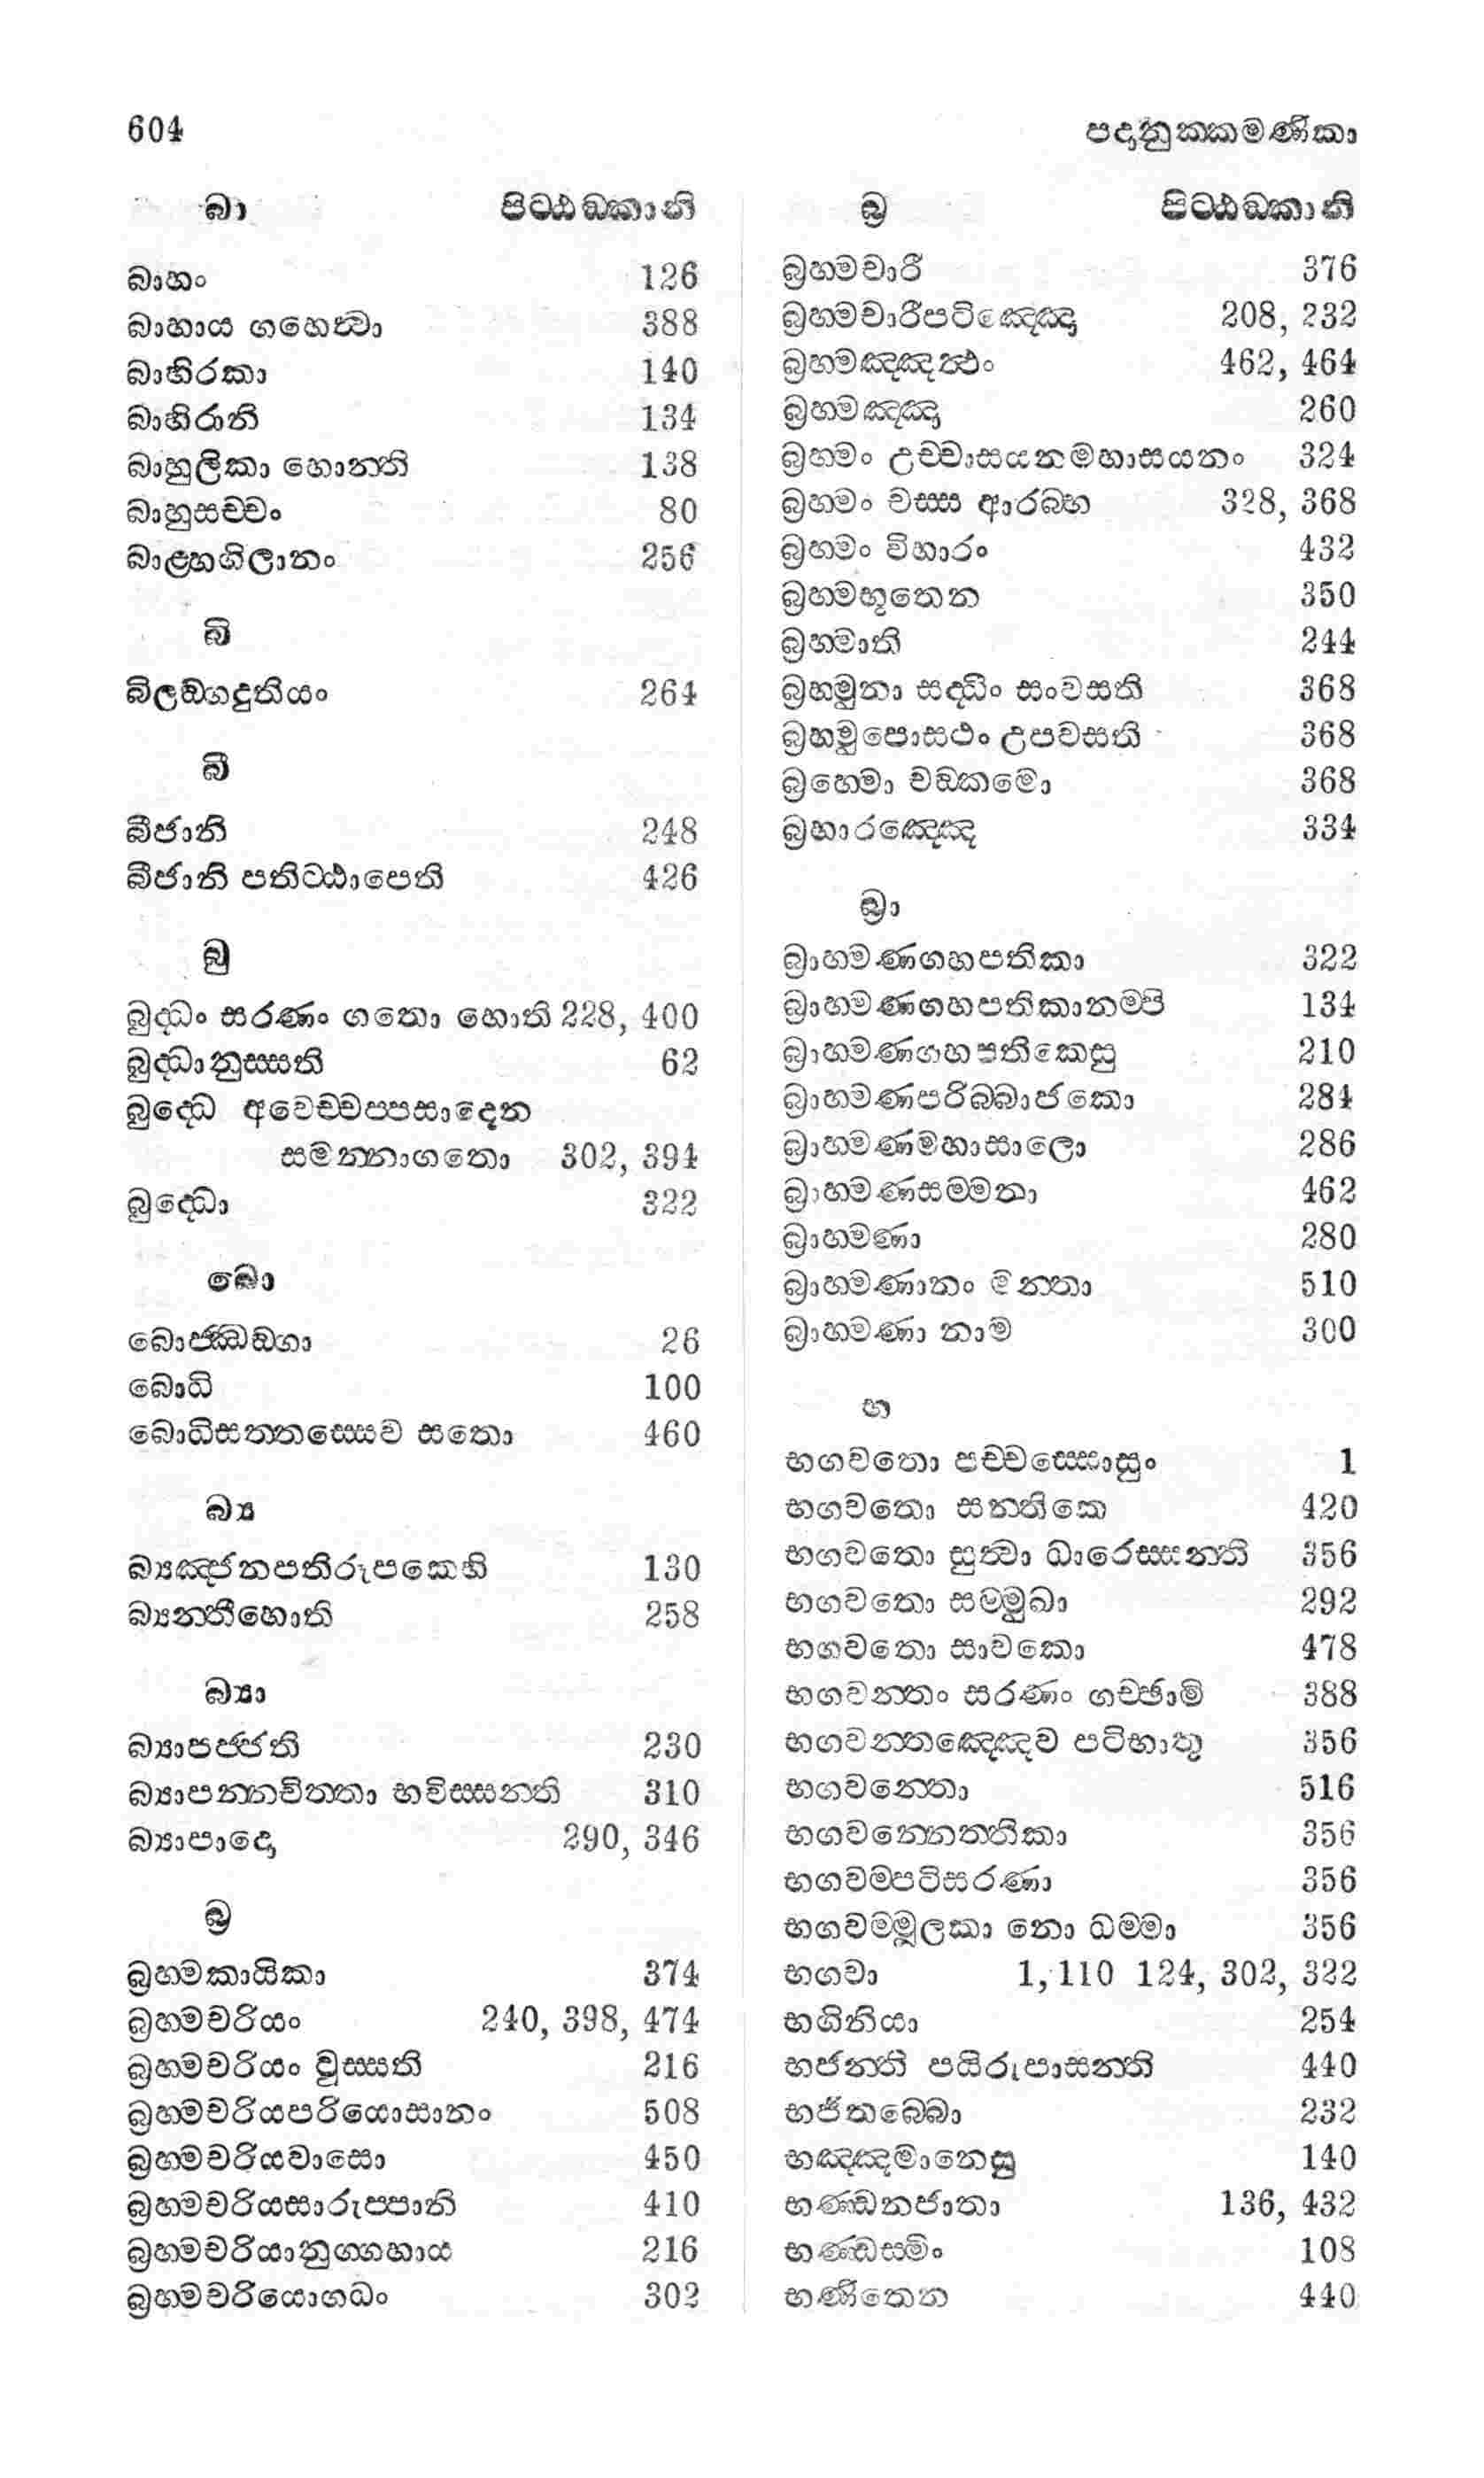 604 පදානුක්කමණිකා
බා පිට්ඨඞ්කානි
බාහං 126
බාහාය ගහෙත්වා 388
බාහිරකා 140
බාහිරානි 134
බාහුලිකා හොන්ති 138
බාහුසච්චං 80
බාළ්හගිලානං 256
බි
බිලඞ්ගදුතියං 264
බී
බීජානි 248
බීජානි පතිට්ඨාපෙති 426
බු
බුද්ධං සරණං ගතො හොති 228, 400
බුද්ධානුස්සති 62
බුද්ධෙ අවෙච්චප්පසාදෙන
සමන්නාගතො 302, 394
බුද්ධො 322
බො
බොජ්ඣඞ්ගා 26
බොධි 100
බොධිසත්තස්සෙව සතො 460
බ්‍ය
බ්‍යඤ්ජනපතිරූපකෙහි 130
බ්‍යන්තීහොති 258
බ්‍යා
බ්‍යාපජ්ජති 230
බ්‍යාපන්නචිත්තා භවිස්සන්ති 310
බ්‍යාපාදො 290, 346
බ්‍ර
බ්‍රහ්මකායිකා 374
බ්‍රහ්මචරියං 240, 398, 474
බ්‍රහ්මචරියං වුස්සති 216
බ්‍රහ්මචරියපරියොසානං 508
බ්‍රහ්මචරියවාසො 450
බ්‍රහ්මචරියසාරුප්පානි 410
බ්‍රහ්මචරියානුග්ගහාය 216
බ්‍රහ්මචරියොගධං 302
බ්‍ර පිට්ඨඞ්කානි
බ්‍රහ්මචාරී 376
බ්‍රහ්මචාරීපටිඤ්ඤො 208, 232
බ්‍රහ්මඤ්ඤත්ථං 462, 464
බ්‍රහ්මඤ්ඤා 260
බ්‍රහ්මං උච්චාසයනමහාසයනං 324
බ්‍රහ්මං චස්ස ආරබ්භ 328, 368
බ්‍රහ්මං විහාරං 432
බ්‍රහ්මභූතෙන 350
බ්‍රහ්මාති 244
බ්‍රහ්මුනා සද්ධිං සංවසති 368
බ්‍රහ්මුපොසථං උපවසති 368
බ්‍රහ්මො චඞ්කමො 368
බ්‍රහාරඤ්ඤෙ 334
බ්‍රා
බ්‍රාහ්මණගහපතිකා 322
බ්‍රාහ්මණගහපතිකානම්පි 134
බ්‍රාහ්මණගහපතිකෙසු 210
බ්‍රාහ්මණපරිබ්බාජකො 284
බ්‍රාහ්මණමහාසාලො 286
බ්‍රාහ්මණසම්මතා 462
බ්‍රාහ්මණා 280
බ්‍රාහ්මණානං මන්තා 510
බ්‍රාහ්මණා නාම 300
භ
භගවතො පච්චස්සොසුං 1
භගවතො සන්තිකෙ 420
භගවතො සුත්වා ධාරෙස්සන්ති 356
භගවතො සම්මුඛා 292
භගවතො සාවකො 478
භගවන්තං සරණං ගච්ඡාමි 388
භගවන්තඤ්ඤෙව පටිභාතු 356
භගවන්තො 516
භගවන්නෙත්තිකා 356
භගවම්පටිසරණා 356
භගවම්මූලකා නො ධම්මා 356
භගවා 1, 110 124, 302, 322
භගිනියා 254
භජන්ති පයිරුපාසන්ති 440
භජිතබ්බො 232
භඤ්ඤමානෙසු 140
භණ්ඩනජාතා 136, 432
භණ්ඩස්මිං 108
භණිතෙන 440